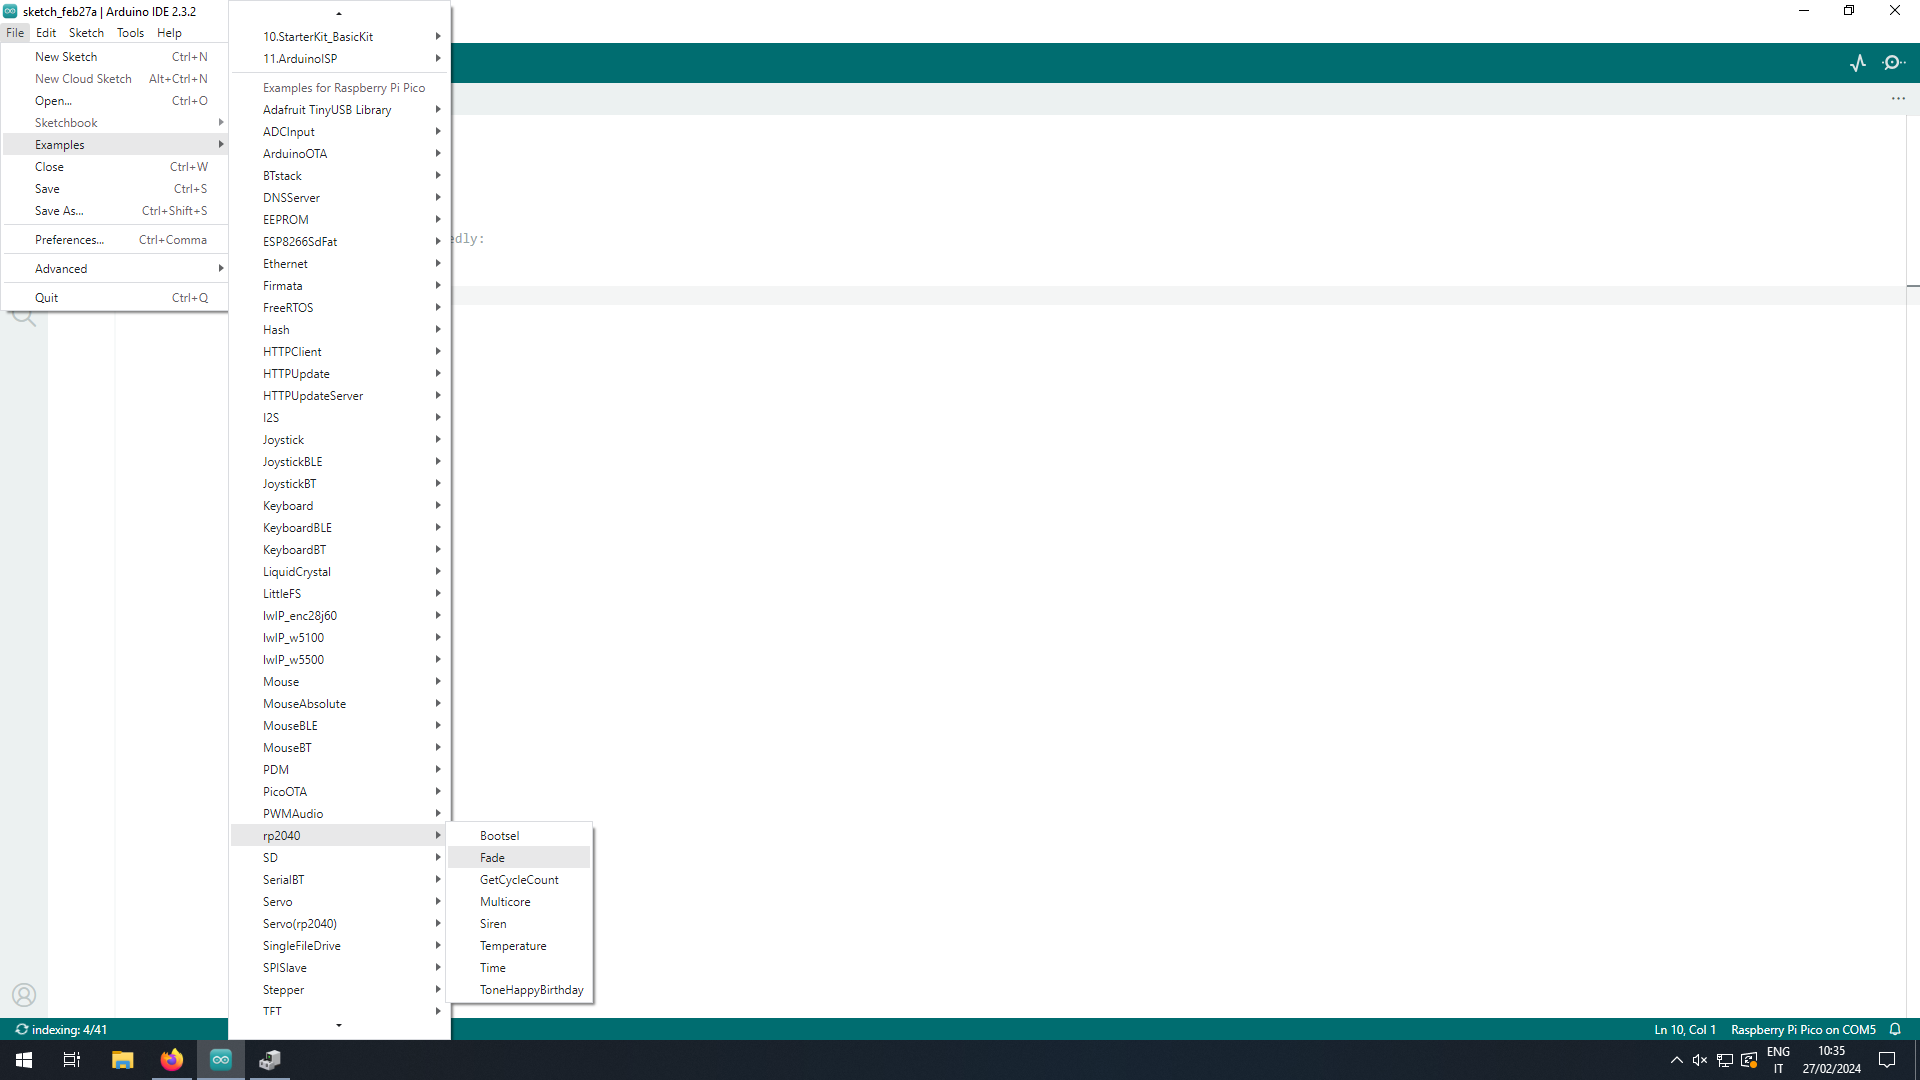 sketch_feb27a | Arduino IDE 2.3.2
File Edit Sketch Tools Help
New Sketch Ctrl+N
New Cloud Sketch Alt+Ctrl+N
Open... Ctrl+O
Sketchbook
Examples
Close Ctrl+W
Save Ctrl+S
Save As... Ctrl+Shift+S
Preferences... Ctrl+Comma
Advanced
Quit Ctrl+Q
10.StarterKit_BasicKit
11.ArduinoISP
Examples for Raspberry Pi Pico
Adafruit TinyUSB Library
ADCInput
ArduinoOTA
BTstack
DNSServer
EEPROM
ESP8266SdFat
Ethernet
Firmata
FreeRTOS
Hash
HTTPClient
HTTPUpdate
HTTPUpdateServer
I2S
Joystick
JoystickBLE
JoystickBT
Keyboard
KeyboardBLE
KeyboardBT
LiquidCrystal
LittleFS
lwIP_enc28j60
lwIP_w5100
lwIP_w5500
Mouse
MouseAbsolute
MouseBLE
MouseBT
PDM
PicoOTA
PWMAudio
rp2040
SD
SerialBT
Servo
Servo(rp2040)
SingleFileDrive
SPISlave
Stepper
TFT
Bootsel
Fade
GetCycleCount
Multicore
Siren
Temperature
Time
ToneHappyBirthday
edly:
indexing: 4/41
Ln 10, Col 1 Raspberry Pi Pico on COM5
ENG
IT
10:35
27/02/2024